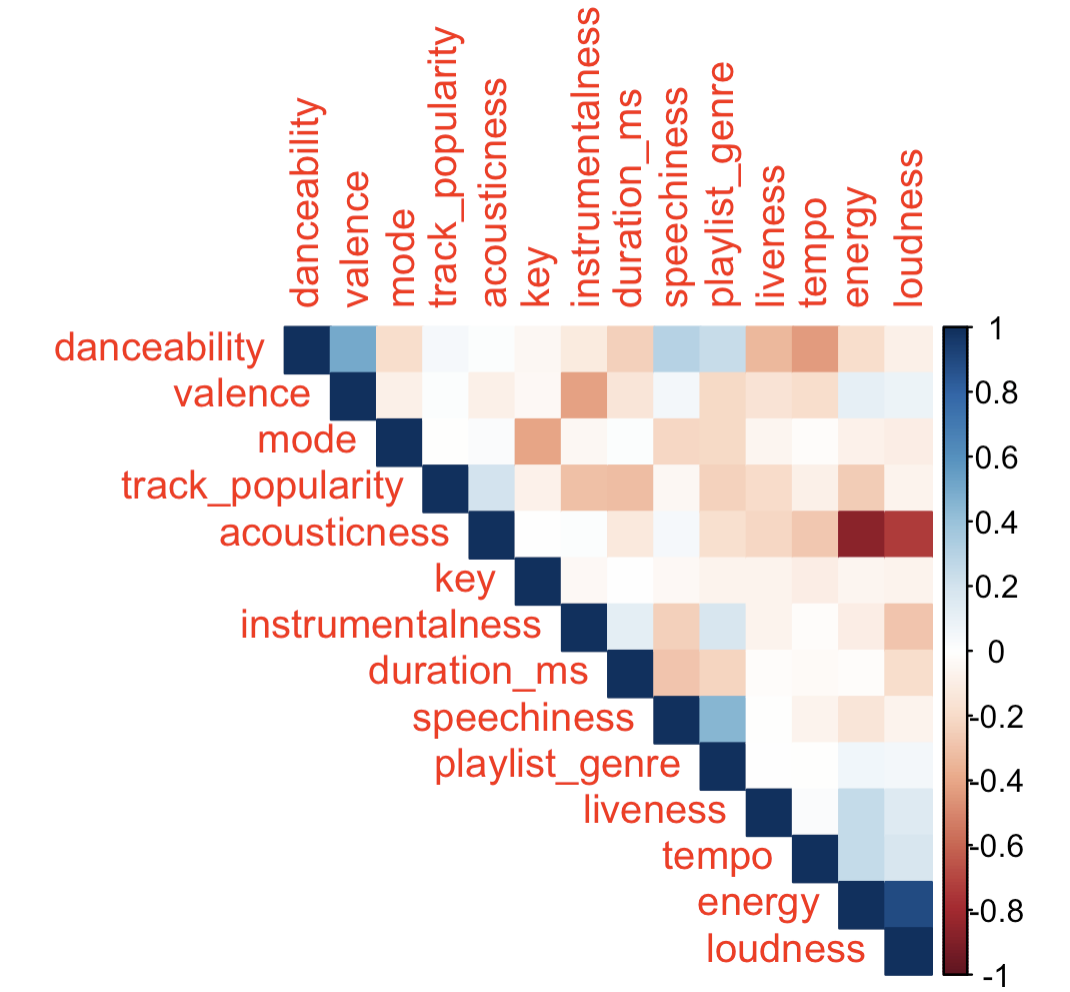 danceability
valence
mode
track_popularity
acousticness
key
instrumentalness
duration_ms
speechiness
playlist_genre
liveness
tempo
energy
loudness
danceability
valence
mode
track_popularity
acousticness
key
instrumentalness
duration_ms
speechiness
playlist_genre
liveness
tempo
energy
loudness
1
0.8
0.6
0.4
0.2
0
-0.2
-0.4
-0.6
-0.8
-1